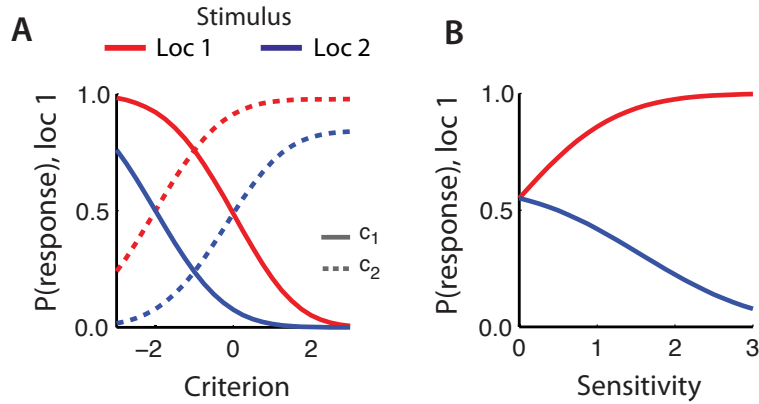 Stimulus
A
Loc 1 Loc 2
B
P(response), loc 1
1.0
0.5
0.0
c1
c2
−2 0 2
Criterion
P(response), loc 1
1.0
0.5
0.0
0 1 2 3
Sensitivity